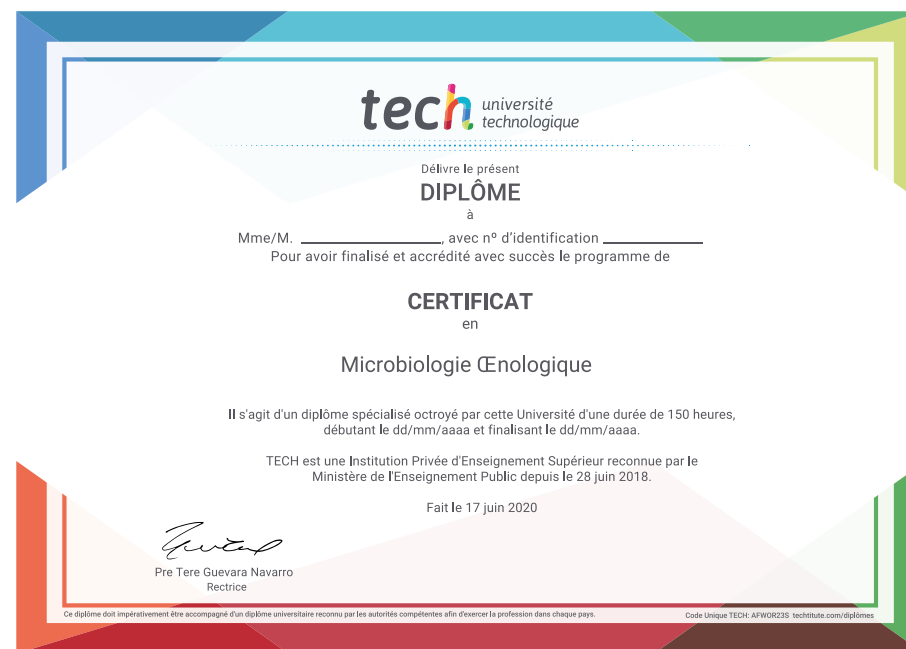 tech université
technologique
Délivre le présent
DIPLÔME
à
Mme/M. ____________________, avec nº d'identification ______________
Pour avoir finalisé et accrédité avec succès le programme de
CERTIFICAT
en
Microbiologie Œnologique
Il s'agit d'un diplôme spécialisé octroyé par cette Université d'une durée de 150 heures,
débutant le dd/mm/aaaa et finalisant le dd/mm/aaaa.
TECH est une Institution Privée d'Enseignement Supérieur reconnue par le
Ministère de l'Enseignement Public depuis le 28 juin 2018.
Fait le 17 juin 2020
Pre Tere Guevara Navarro
Rectrice
Ce diplôme doit impérativement être accompagné d'un diplôme universitaire reconnu par les autorités compétentes afin d'exercer la profession dans chaque pays.
Code Unique TECH: AFWOR23S techtitute.com/diplômes